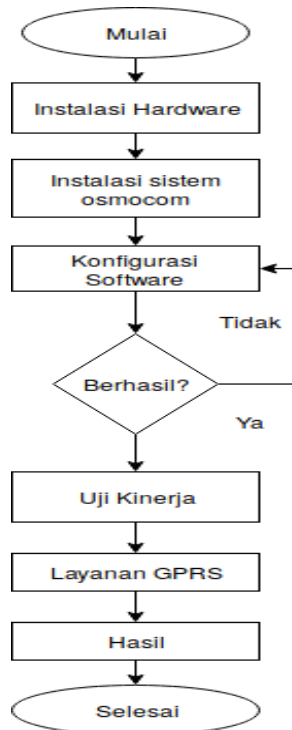 Mulai
Instalasi Hardware
Instalasi sistem
osmocom
Konfigurasi
Software
Tidak
Berhasil?
Ya
Uji Kinerja
Layanan GPRS
Hasil
Selesai